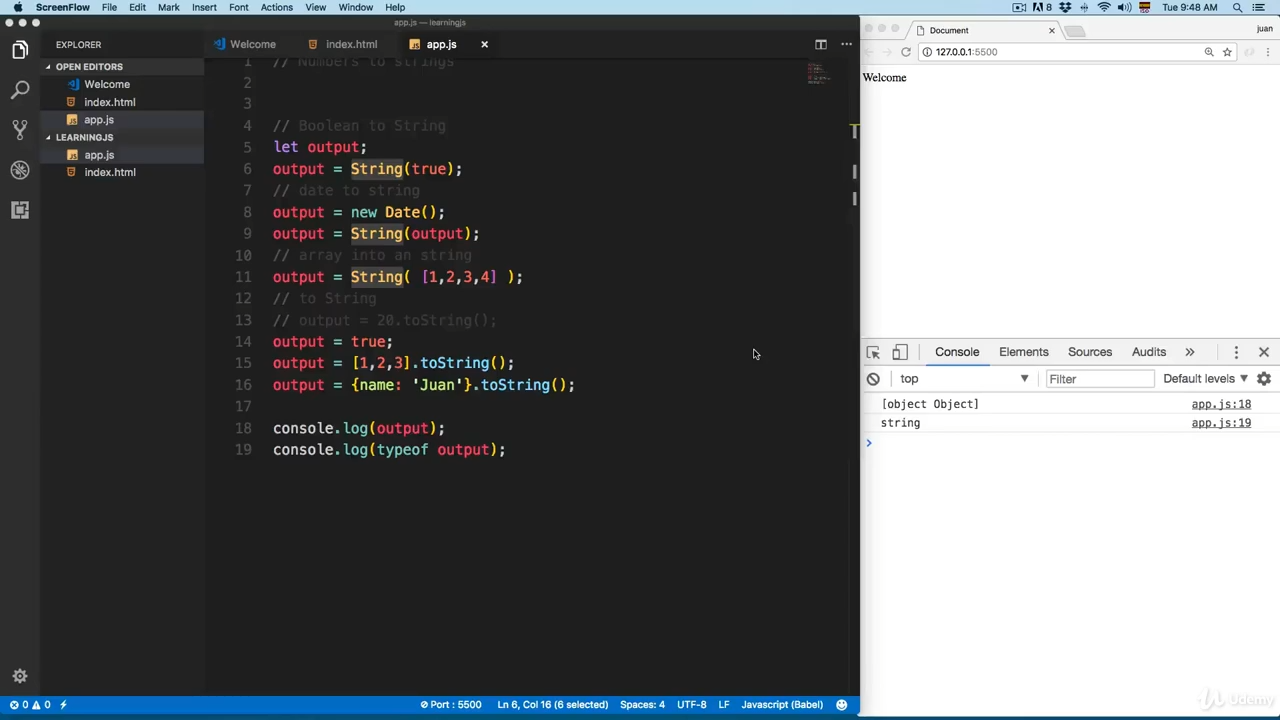 ScreenFlow File Edit Mark Insert Font Actions View Window Help
8 Tue 9:48 AM
app.js — learningjs
EXPLORER
Welcome index.html app.js
OPEN EDITORS
Welcome
index.html
app.js
LEARNINGJS
app.js
index.html
1 // Numbers to strings
2
3
4 // Boolean to String
5 let output;
6 output = String(true);
7 // date to string
8 output = new Date();
9 output = String(output);
10 // array into an string
11 output = String( [1,2,3,4] );
12 // to String
13 // output = 20.toString();
14 output = true;
15 output = [1,2,3].toString();
16 output = {name: 'Juan'}.toString();
17
18 console.log(output);
19 console.log(typeof output);
0 0 Port : 5500 Ln 6, Col 16 (6 selected) Spaces: 4 UTF-8 LF Javascript (Babel)
Document juan
127.0.0.1:5500
Welcome
Console Elements Sources Audits »
top Filter Default levels
[object Object] app.js:18
string app.js:19
Udemy